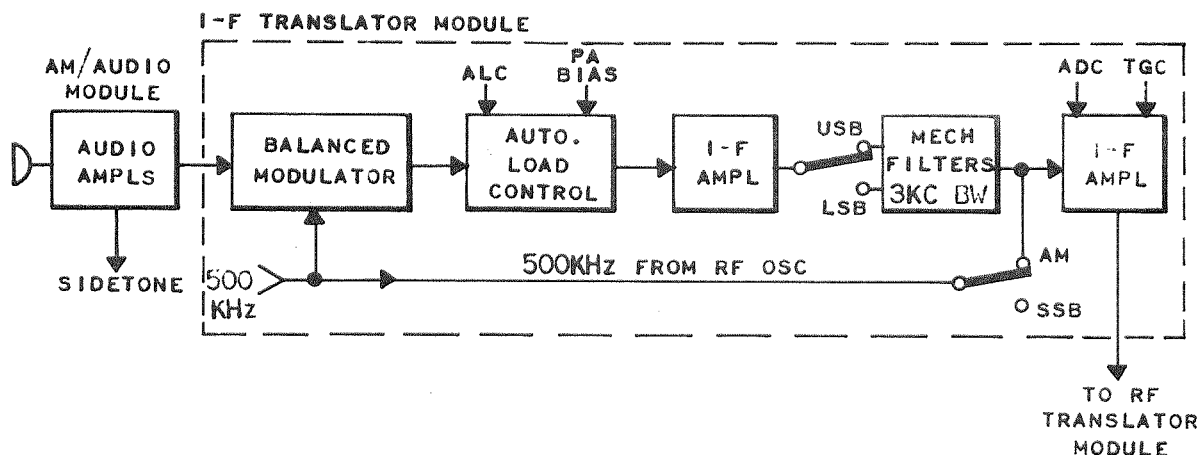 I-F TRANSLATOR MODULE
AM/AUDIO
MODULE
AUDIO
AMPLS
SIDETONE
BALANCED
MODULATOR
500
KHz
ALC
PA
BIAS
AUTO.
LOAD
CONTROL
I-F
AMPL
USB
LSB
MECH
FILTERS
3KC BW
ADC TGC
I-F
AMPL
500KHz FROM RF OSC
AM
SSB
TO RF
TRANSLATOR
MODULE